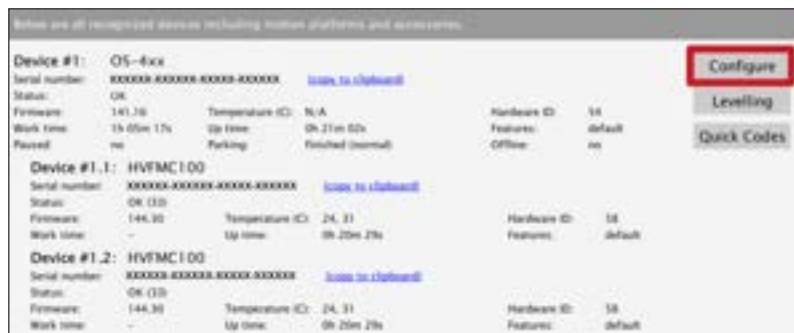 Below are all recognized devices including motion platforms and accessories.
Device #1: OS-4xx
Serial number: XXXXXX-XXXXXX-XXXXX-XXXXXX (copy to clipboard)
Status: OK
Firmware: 141.10 Temperature (C): N/A Hardware ID: 54
Work time: 1h 05m 17s Up time: 0h 21m 02s Features: default
Paused: no Parking: Finished (normal) Offline: no
Device #1.1: HVFMC100
Serial number: XXXXXX-XXXXXX-XXXXX-XXXXXX (copy to clipboard)
Status: OK (33)
Firmware: 144.30 Temperature (C): 24, 31 Hardware ID: 58
Work time: - Up time: 0h 20m 29s Features: default
Device #1.2: HVFMC100
Serial number: XXXXXX-XXXXXX-XXXXX-XXXXXX (copy to clipboard)
Status: OK (33)
Firmware: 144.30 Temperature (C): 24, 31 Hardware ID: 58
Work time: - Up time: 0h 20m 29s Features: default
Configure
Levelling
Quick Codes